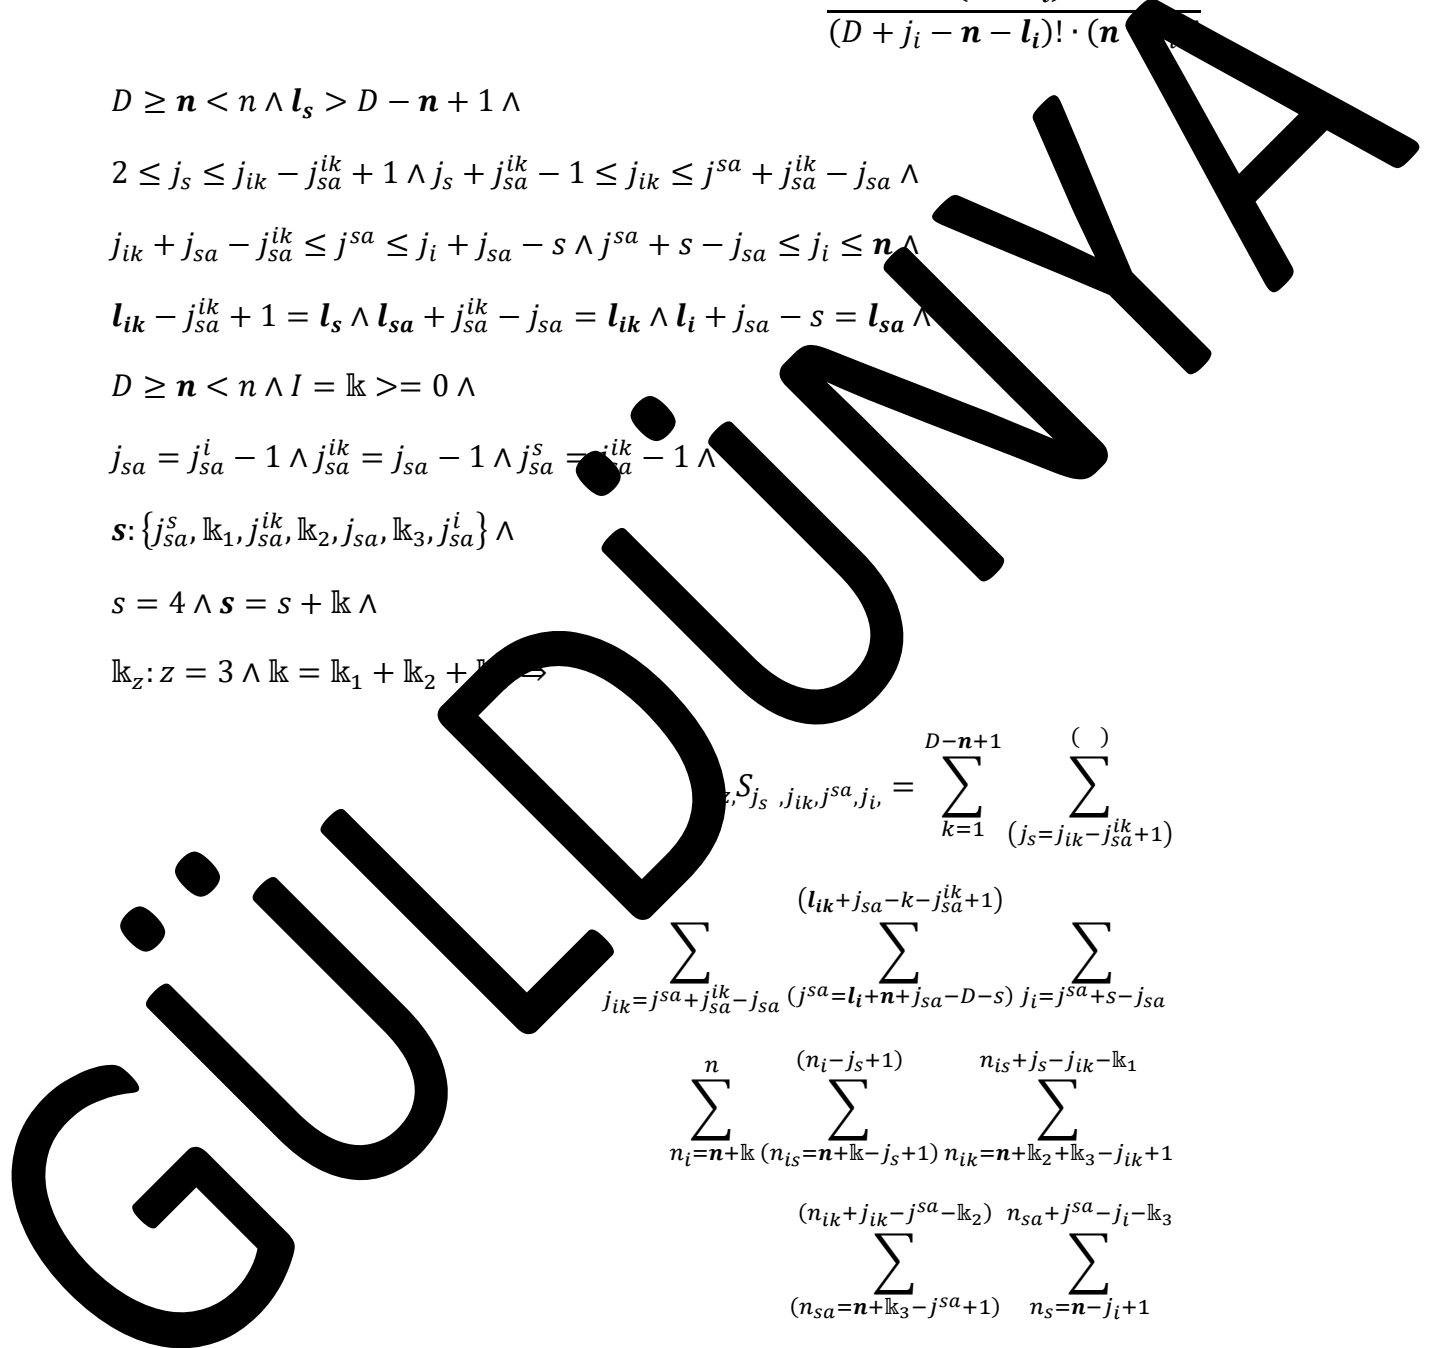 (D + j_i − n − l_i)! · (n
D ≥ n < n ∧ l_s > D − n + 1 ∧
2 ≤ j_s ≤ j_{ik} − j_{sa}^{ik} + 1 ∧ j_s + j_{sa}^{ik} − 1 ≤ j_{ik} ≤ j^{sa} + j_{sa}^{ik} − j_{sa} ∧
j_{ik} + j_{sa} − j_{sa}^{ik} ≤ j^{sa} ≤ j_i + j_{sa} − s ∧ j^{sa} + s − j_{sa} ≤ j_i ≤ n ∧
l_{ik} − j_{sa}^{ik} + 1 = l_s ∧ l_{sa} + j_{sa}^{ik} − j_{sa} = l_{ik} ∧ l_i + j_{sa} − s = l_{sa} ∧
D ≥ n < n ∧ I = 𝕜 >= 0 ∧
j_{sa} = j_{sa}^i − 1 ∧ j_{sa}^{ik} = j_{sa} − 1 ∧ j_{sa}^s = j_{sa}^{ik} − 1 ∧
s: {j_{sa}^s, 𝕜_1, j_{sa}^{ik}, 𝕜_2, j_{sa}, 𝕜_3, j_{sa}^i} ∧
s = 4 ∧ s = s + 𝕜 ∧
𝕜_z: z = 3 ∧ 𝕜 = 𝕜_1 + 𝕜_2 + ⇒
z, S_{j_s ,j_{ik},j^{sa},j_i,} = ∑_{k=1}^{D−n+1} ∑_{(j_s=j_{ik}−j_{sa}^{ik}+1)}^{( )}
∑_{j_{ik}=j^{sa}+j_{sa}^{ik}−j_{sa}} ∑_{(j^{sa}=l_i+n+j_{sa}−D−s)}^{(l_{ik}+j_{sa}−k−j_{sa}^{ik}+1)} ∑_{j_i=j^{sa}+s−j_{sa}}
∑_{n_i=n+𝕜}^{n} ∑_{(n_{is}=n+𝕜−j_s+1)}^{(n_i−j_s+1)} ∑_{n_{ik}=n+𝕜_2+𝕜_3−j_{ik}+1}^{n_{is}+j_s−j_{ik}−𝕜_1}
∑_{(n_{sa}=n+𝕜_3−j^{sa}+1)}^{(n_{ik}+j_{ik}−j^{sa}−𝕜_2)} ∑_{n_s=n−j_i+1}^{n_{sa}+j^{sa}−j_i−𝕜_3}
GÜLDÜNYA